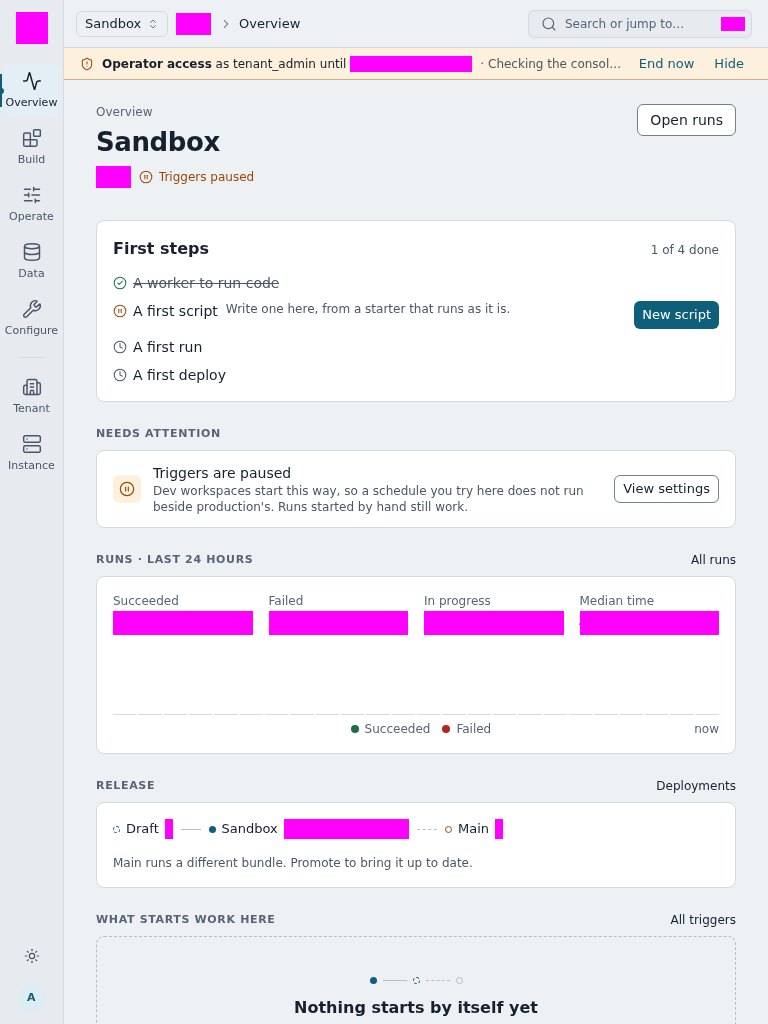 Sandbox
Overview
Search or jump to…
Operator access as tenant_admin until
· Checking the consol…
End now
Hide
Overview
Build
Operate
Data
Configure
Tenant
Instance
A
Overview
Sandbox
Open runs
Triggers paused
First steps
1 of 4 done
A worker to run code
A first script
Write one here, from a starter that runs as it is.
New script
A first run
A first deploy
NEEDS ATTENTION
Triggers are paused
Dev workspaces start this way, so a schedule you try here does not run
beside production's. Runs started by hand still work.
View settings
RUNS · LAST 24 HOURS
All runs
Succeeded
Failed
In progress
Median time
Succeeded
Failed
now
RELEASE
Deployments
Draft
Sandbox
Main
Main runs a different bundle. Promote to bring it up to date.
WHAT STARTS WORK HERE
All triggers
Nothing starts by itself yet